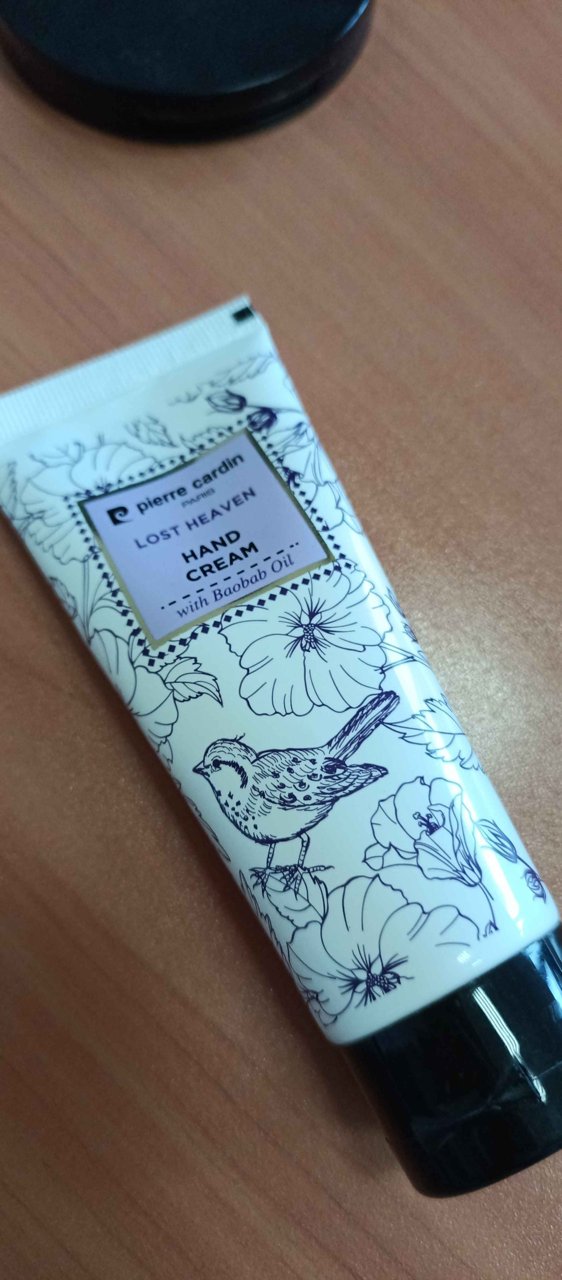 pierre cardin
PARIS
LOST HEAVEN
HAND
CREAM
with Baobab Oil